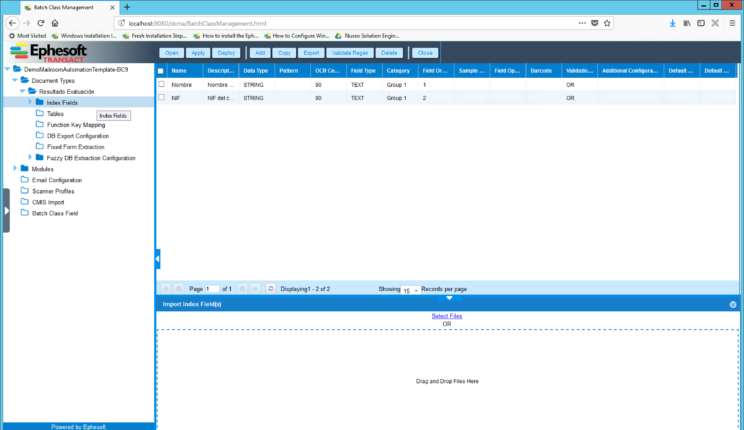 Batch Class Management
localhost:8080/dcma/BatchClassManagement.html
Most Visited Windows Installation I... Fresh Installation Step... How to install the Eph... How to Configure Win... Nuxeo Solution Engin...
Ephesoft
TRANSACT
Open Apply Deploy Add Copy Export Validate Regex Delete Close
DemoMailroomAutomationTemplate-BC9
Document Types
Resultado Evaluación
Index Fields
Tables
Index Fields
Function Key Mapping
DB Export Configuration
Fixed Form Extraction
Fuzzy DB Extraction Configuration
Modules
Email Configuration
Scanner Profiles
CMIS Import
Batch Class Field
Powered by Ephesoft
Name Descript... Data Type Pattern OCR Co... Field Type Category Field Or... Sample ... Field Op... Barcode Validatio... Additional Configura... Default ... Default ...
Nombre Nombre ... STRING 90 TEXT Group 1 1 OR
NIF NIF del c... STRING 90 TEXT Group 1 2 OR
Page 1 of 1 Displaying1 - 2 of 2 Showing 15 Records per page
Import Index Field(s)
Select Files
OR
Drag and Drop Files Here